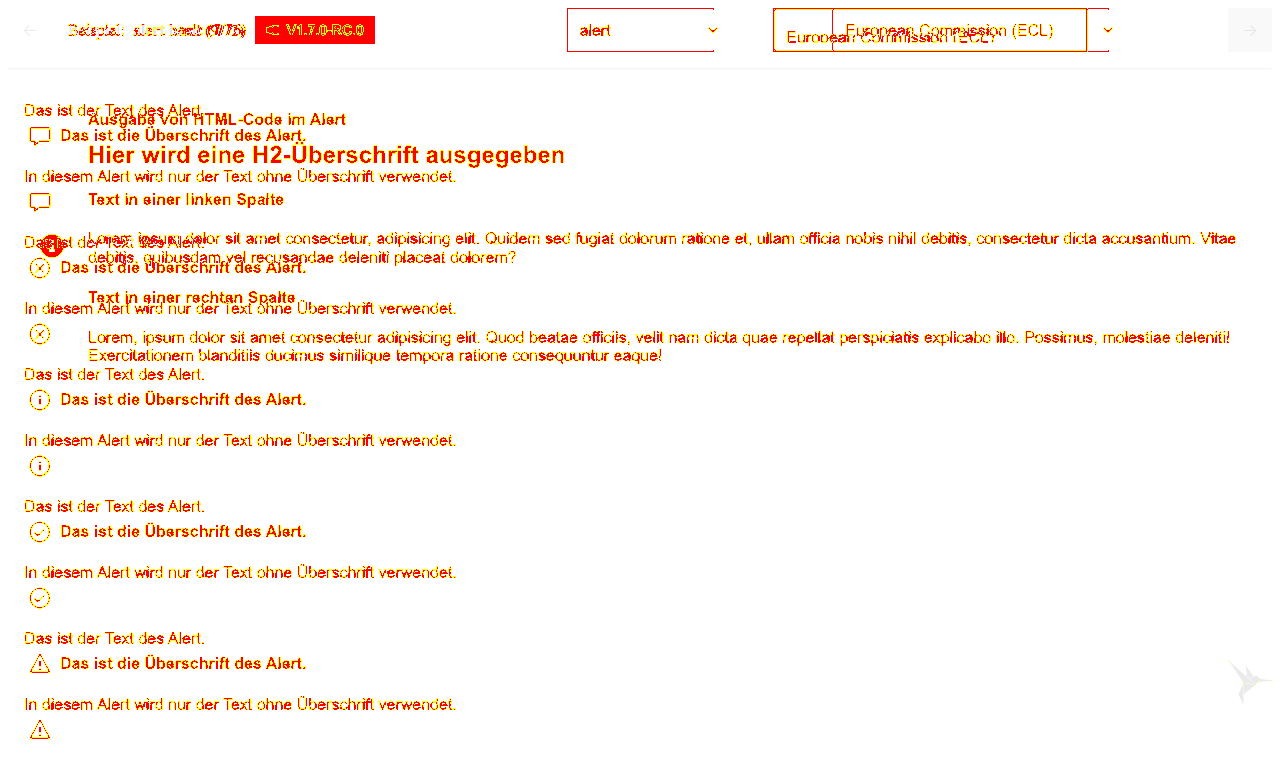 Beispiel: alert
V1.7.0-RC.0
alert
European Commission (ECL)
Das ist der Text des Alert.
Ausgabe von HTML-Code im Alert
Das ist die Überschrift des Alert.
Hier wird eine H2-Überschrift ausgegeben
In diesem Alert wird nur der Text ohne Überschrift verwendet.
Text in einer linken Spalte
Das ist der Text des Alert.
Lorem ipsum dolor sit amet consectetur, adipisicing elit. Quidem sed fugiat dolorum ratione et, ullam officia nobis nihil debitis, consectetur dicta accusantium. Vitae
debitis, quibusdam vel recusandae deleniti placeat dolorem?
Das ist die Überschrift des Alert.
Text in einer rechten Spalte
In diesem Alert wird nur der Text ohne Überschrift verwendet.
Lorem, ipsum dolor sit amet consectetur adipisicing elit. Quod beatae officiis, velit nam dicta quae repellat perspiciatis explicabo illo. Possimus, molestiae deleniti!
Exercitationem blanditiis ducimus similique tempora ratione consequuntur eaque!
Das ist der Text des Alert.
Das ist die Überschrift des Alert.
In diesem Alert wird nur der Text ohne Überschrift verwendet.
Das ist der Text des Alert.
Das ist die Überschrift des Alert.
In diesem Alert wird nur der Text ohne Überschrift verwendet.
Das ist der Text des Alert.
Das ist die Überschrift des Alert.
In diesem Alert wird nur der Text ohne Überschrift verwendet.